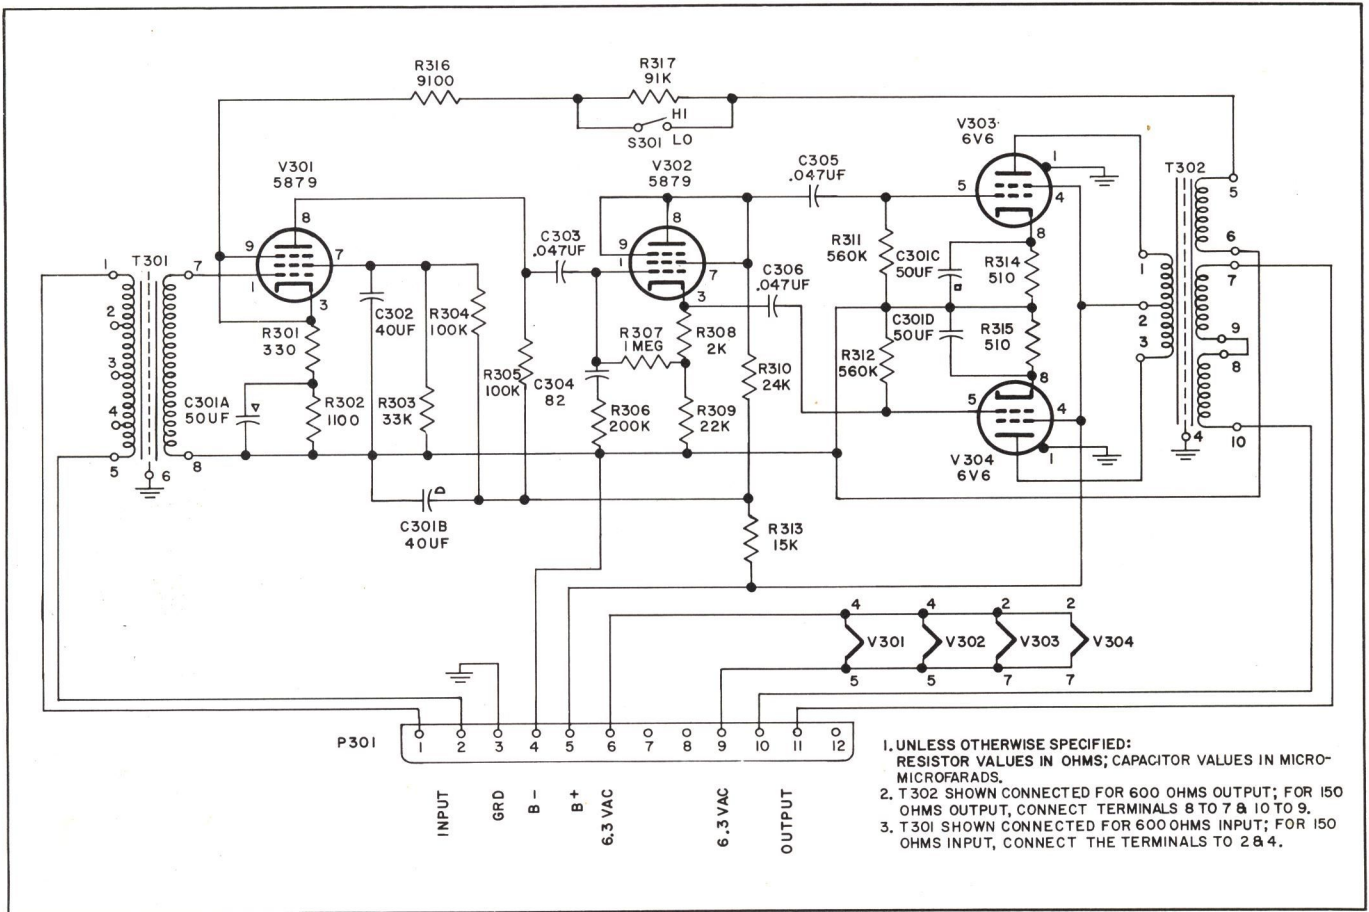 R316
9100
R317
91K
HI
S301 LO
V303
6V6
V301
5879
V302
5879
C305
.047UF
T302
T301
C303
.047UF
C306
.047UF
R311
560K
C301C
50UF
R314
510
C302
40UF
R304
100K
R301
330
R307
1 MEG
R308
2K
C301D
50UF
R315
510
R312
560K
R305
100K
C304
82
R310
24K
C301A
50UF
R302
1100
R303
33K
R306
200K
R309
22K
V304
6V6
C301B
40UF
R313
15K
1
2
3
4
5
6
7
8
9
1
3
7
8
9
1
3
7
5
1
4
8
8
5
4
1
1
2
3
4
5
6
7
9
8
10
4 4 2 2
V301 V302 V303 V304
5 5 7 7
P301
1 2 3 4 5 6 7 8 9 10 11 12
INPUT
GRD
B-
B+
6.3 VAC
6.3 VAC
OUTPUT
1. UNLESS OTHERWISE SPECIFIED:
RESISTOR VALUES IN OHMS; CAPACITOR VALUES IN MICRO-
MICROFARADS.
2. T302 SHOWN CONNECTED FOR 600 OHMS OUTPUT; FOR 150
OHMS OUTPUT, CONNECT TERMINALS 8 TO 7 & 10 TO 9.
3. T301 SHOWN CONNECTED FOR 600 OHMS INPUT; FOR 150
OHMS INPUT, CONNECT THE TERMINALS TO 2 & 4.